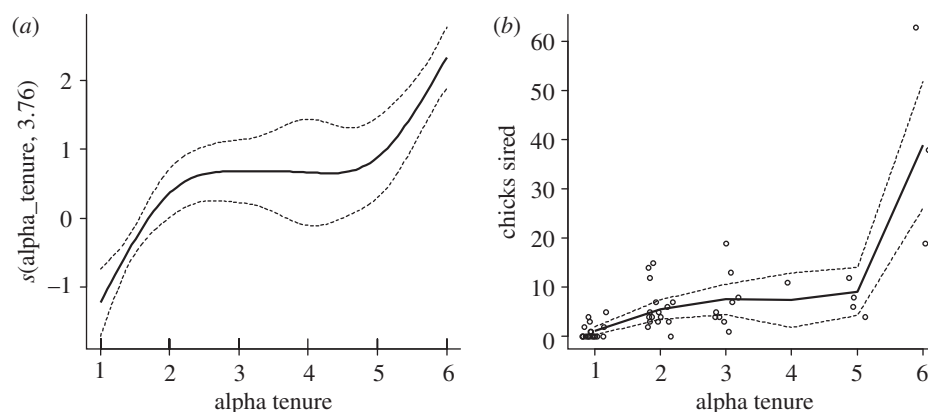 (a)
s(alpha_tenure, 3.76)
2
1
0
−1
1 2 3 4 5 6
alpha tenure
(b)
chicks sired
60
50
40
30
20
10
0
1 2 3 4 5 6
alpha tenure